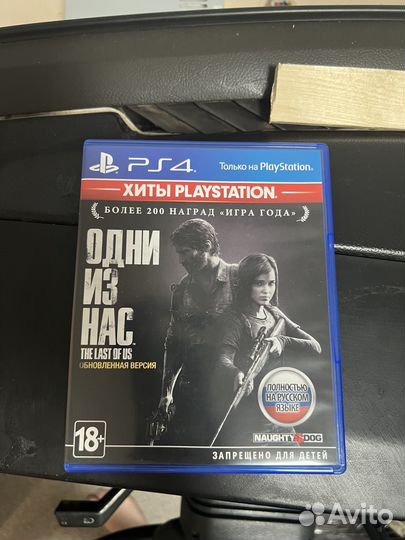 PS4
Только на PlayStation®
ХИТЫ PLAYSTATION®
БОЛЕЕ 200 НАГРАД «ИГРА ГОДА»
ОДНИ
ИЗ
НАС
THE LAST OF US
ОБНОВЛЕННАЯ ВЕРСИЯ
ПОЛНОСТЬЮ
НА РУССКОМ
ЯЗЫКЕ
18+
NAUGHTY DOG
ЗАПРЕЩЕНО ДЛЯ ДЕТЕЙ
Avito